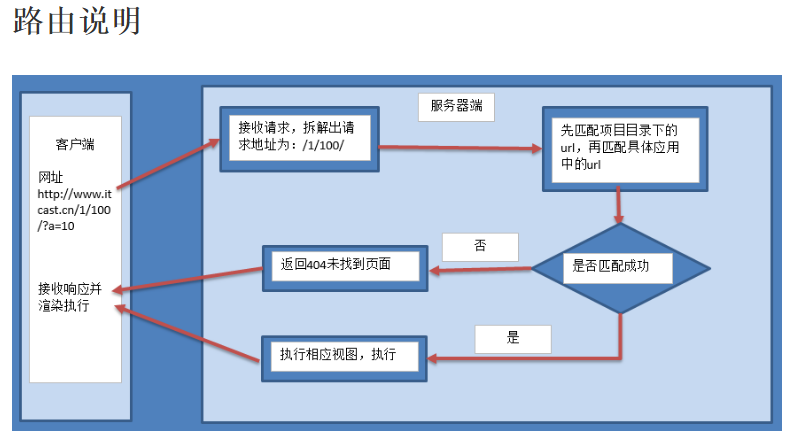 路由说明
客户端
网址
http://www.it
cast.cn/1/100
/?a=10
接收响应并
渲染执行
服务器端
接收请求，拆解出请
求地址为：/1/100/
先匹配项目目录下的
url，再匹配具体应用
中的url
是否匹配成功
否
返回404未找到页面
是
执行相应视图，执行